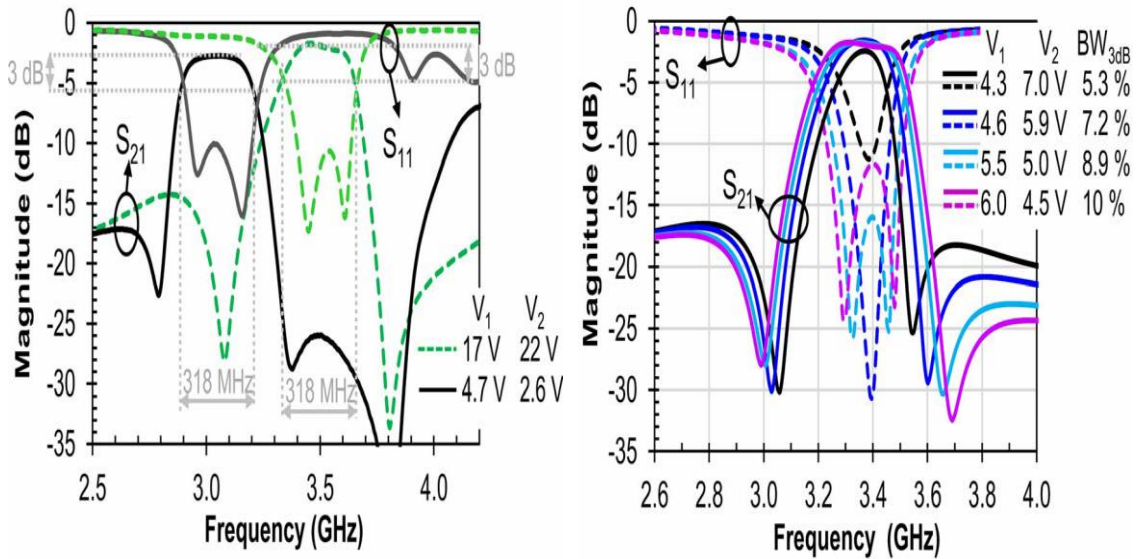 0
-5
-10
-15
-20
-25
-30
-35
Magnitude (dB)
3 dB
3 dB
S21
S11
V1 V2
17 V 22 V
4.7 V 2.6 V
318 MHz
318 MHz
2.5 3.0 3.5 4.0
Frequency (GHz)
0
-5
-10
-15
-20
-25
-30
-35
Magnitude (dB)
S11
S21
V1 V2 BW3dB
4.3 7.0 V 5.3 %
4.6 5.9 V 7.2 %
5.5 5.0 V 8.9 %
6.0 4.5 V 10 %
2.6 2.8 3.0 3.2 3.4 3.6 3.8 4.0
Frequency (GHz)